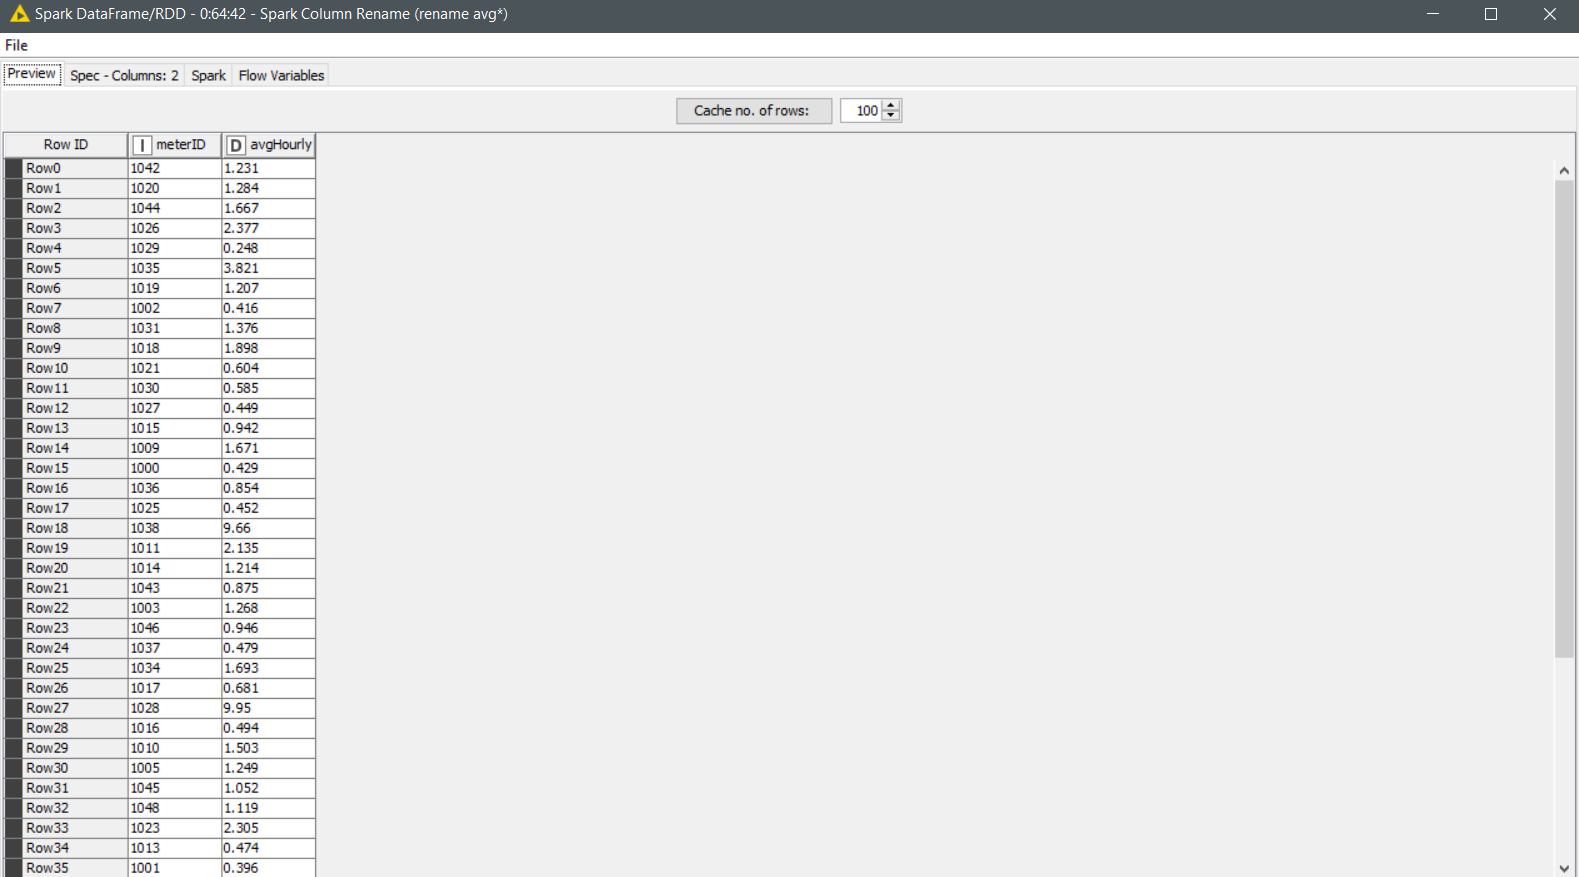 Spark DataFrame/RDD - 0:64:42 - Spark Column Rename (rename avg*)
File
Preview Spec - Columns: 2 Spark Flow Variables
Cache no. of rows: 100
Row ID I meterID D avgHourly
Row0 1042 1.231
Row1 1020 1.284
Row2 1044 1.667
Row3 1026 2.377
Row4 1029 0.248
Row5 1035 3.821
Row6 1019 1.207
Row7 1002 0.416
Row8 1031 1.376
Row9 1018 1.898
Row10 1021 0.604
Row11 1030 0.585
Row12 1027 0.449
Row13 1015 0.942
Row14 1009 1.671
Row15 1000 0.429
Row16 1036 0.854
Row17 1025 0.452
Row18 1038 9.66
Row19 1011 2.135
Row20 1014 1.214
Row21 1043 0.875
Row22 1003 1.268
Row23 1046 0.946
Row24 1037 0.479
Row25 1034 1.693
Row26 1017 0.681
Row27 1028 9.95
Row28 1016 0.494
Row29 1010 1.503
Row30 1005 1.249
Row31 1045 1.052
Row32 1048 1.119
Row33 1023 2.305
Row34 1013 0.474
Row35 1001 0.396